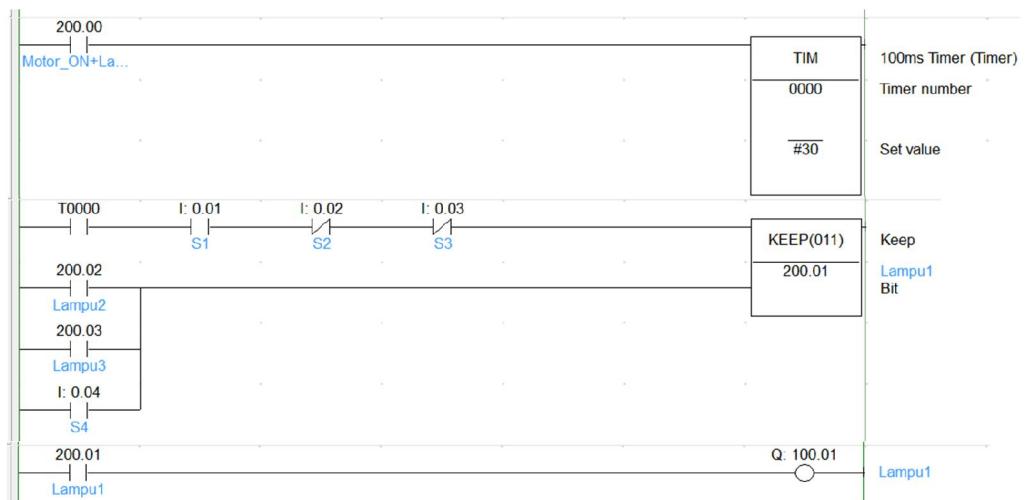 200.00
Motor_ON+La...
TIM
100ms Timer (Timer)
0000
Timer number
#30
Set value
T0000 I: 0.01 I: 0.02 I: 0.03
S1 S2 S3
KEEP(011)
Keep
200.02
200.01
Lampu1
Bit
Lampu2
200.03
Lampu3
I: 0.04
S4
200.01
Q: 100.01
Lampu1
Lampu1